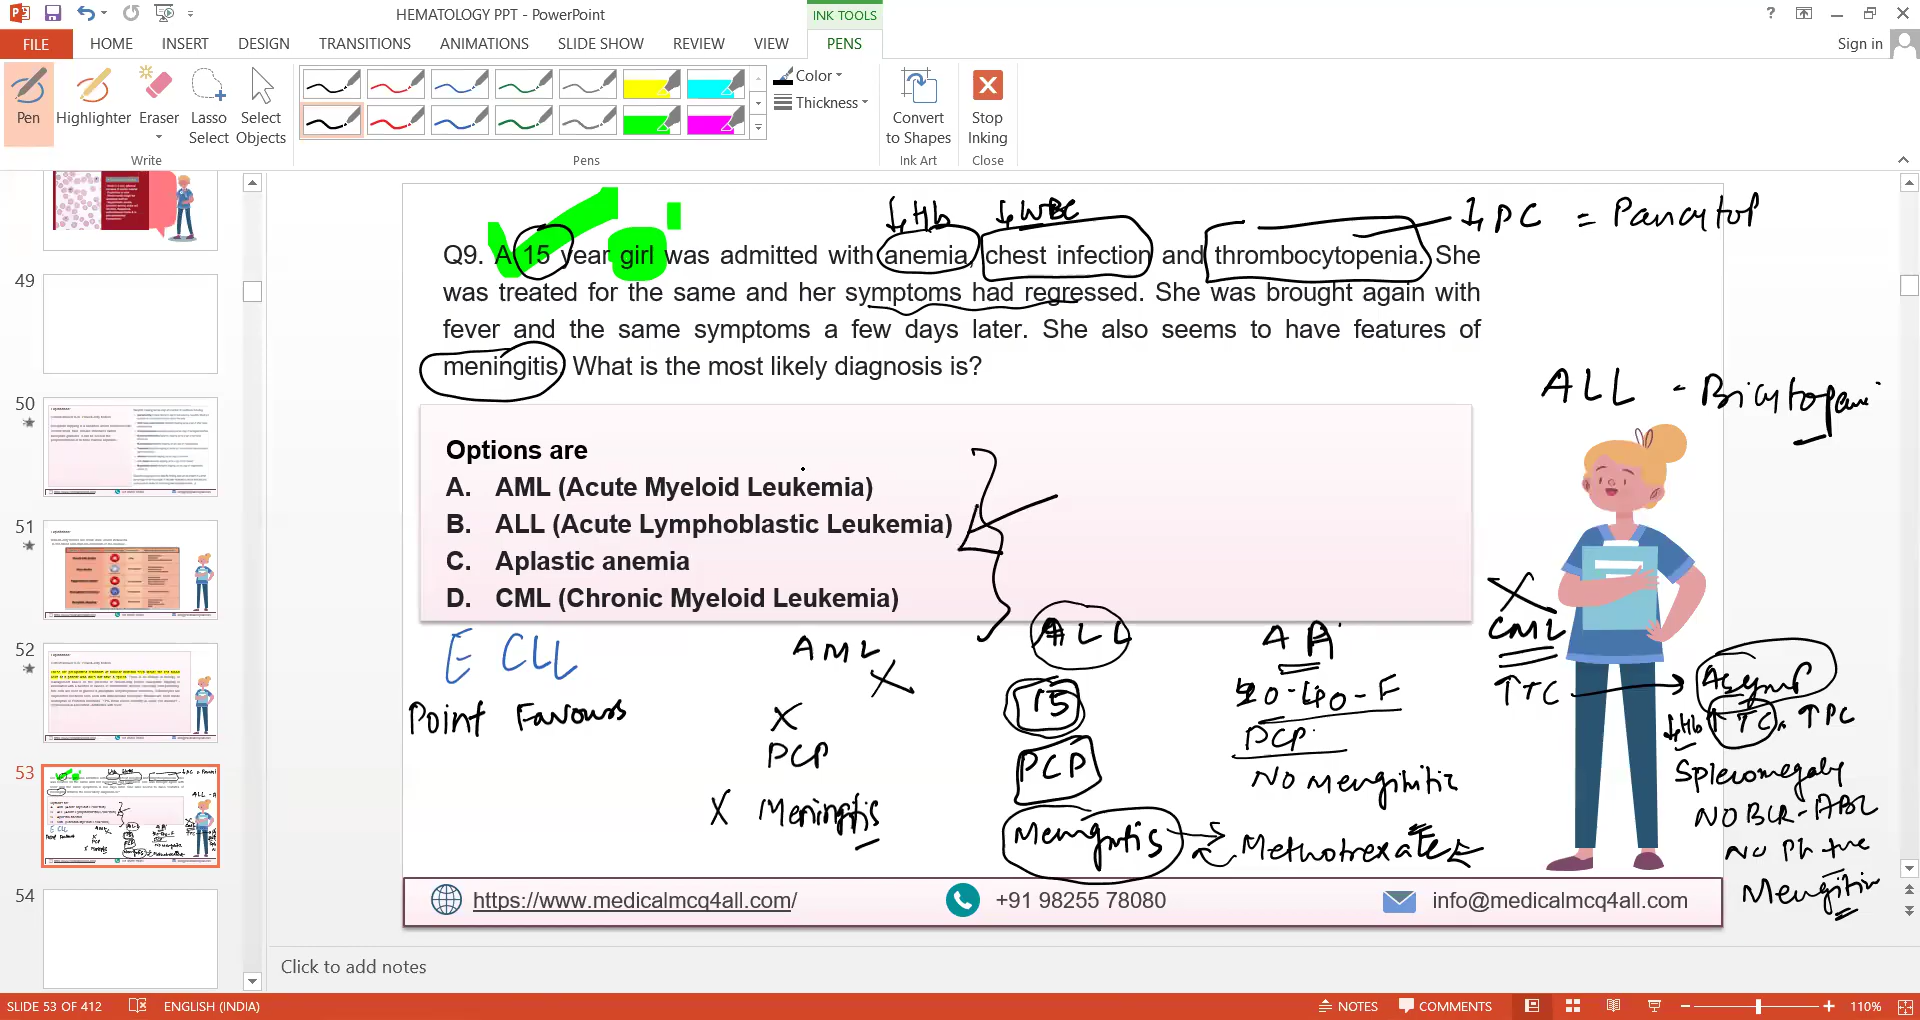 HEMATOLOGY PPT - PowerPoint
INK TOOLS
FILE
HOME
INSERT
DESIGN
TRANSITIONS
ANIMATIONS
SLIDE SHOW
REVIEW
VIEW
PENS
Sign in
Pen
Highlighter
Eraser
Lasso Select
Select Objects
Write
Pens
Color
Thickness
Convert to Shapes
Ink Art
Stop Inking
Close
49
50
51
52
53
54
↓Hb
↓WBC
↓PC = Pancytop
Q9. A 15 year girl was admitted with anemia, chest infection and thrombocytopenia. She
was treated for the same and her symptoms had regressed. She was brought again with
fever and the same symptoms a few days later. She also seems to have features of
meningitis. What is the most likely diagnosis is?
ALL - Bicytopeni
Options are
A. AML (Acute Myeloid Leukemia)
B. ALL (Acute Lymphoblastic Leukemia)
C. Aplastic anemia
D. CML (Chronic Myeloid Leukemia)
E CLL
AML
ALL
AA
CML
Point Favours
X
15
20-40-F
↑TC
Asymp
PCP
PCP
PCP
↓Hb ↑TC, ↑PC
X Meningitis
Meningitis
No Menginitis
Splenomegaly
Methotrexate
NO BCR-ABL
No Ph +ve
Mengitis
https://www.medicalmcq4all.com/
+91 98255 78080
info@medicalmcq4all.com
Click to add notes
SLIDE 53 OF 412
ENGLISH (INDIA)
NOTES
COMMENTS
110%